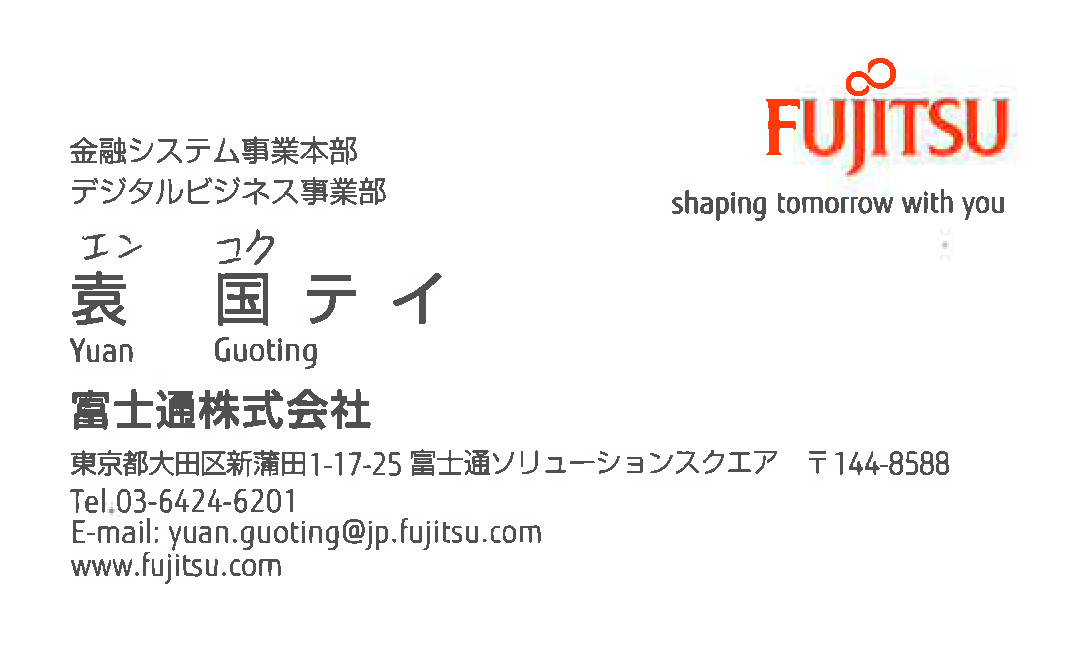 FUJITSU
shaping tomorrow with you
金融システム事業本部
デジタルビジネス事業部
エン　コク
袁　国テイ
Yuan　Guoting
富士通株式会社
東京都大田区新蒲田1-17-25 富士通ソリューションスクエア　〒144-8588
Tel.03-6424-6201
E-mail: yuan.guoting@jp.fujitsu.com
www.fujitsu.com